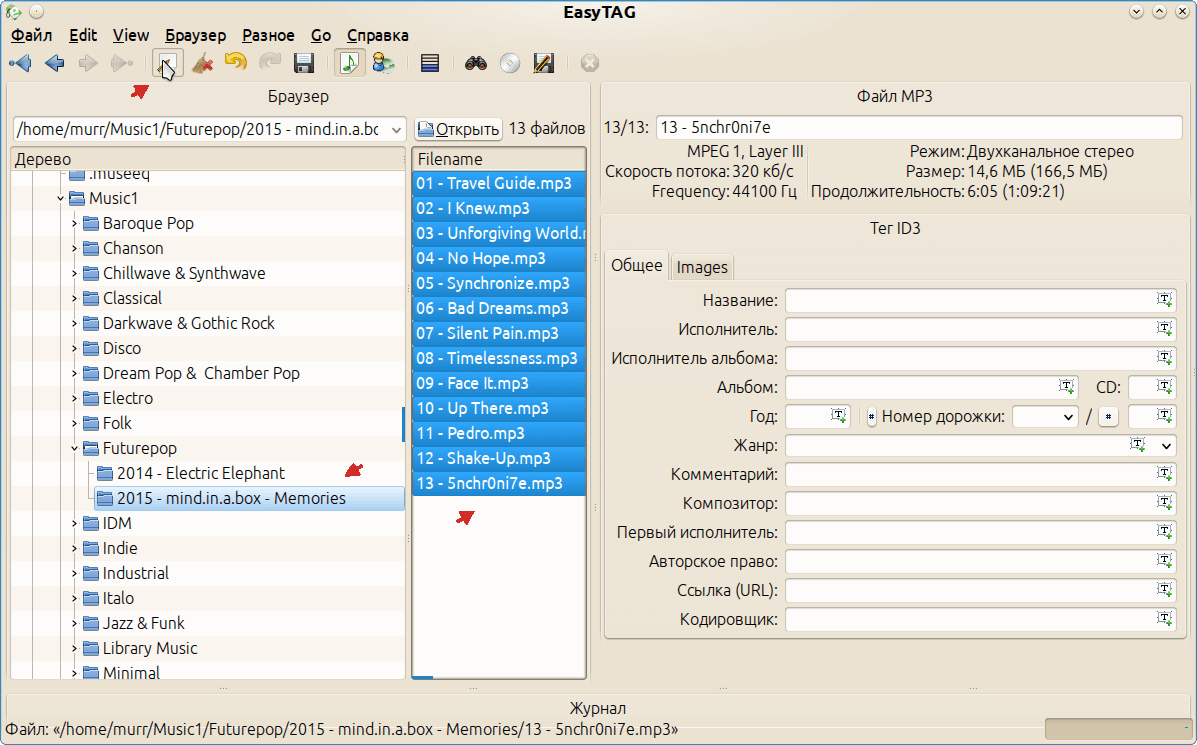 EasyTAG
Файл Edit View Браузер Разное Go Справка
Браузер
/home/murr/Music1/Futurepop/2015 - mind.in.a.bo
Открыть
13 файлов
Дерево
.museeq
Music1
Baroque Pop
Chanson
Chillwave & Synthwave
Classical
Darkwave & Gothic Rock
Disco
Dream Pop & Chamber Pop
Electro
Folk
Futurepop
2014 - Electric Elephant
2015 - mind.in.a.box - Memories
IDM
Indie
Industrial
Italo
Jazz & Funk
Library Music
Minimal
Filename
01 - Travel Guide.mp3
02 - I Knew.mp3
03 - Unforgiving World.
04 - No Hope.mp3
05 - Synchronize.mp3
06 - Bad Dreams.mp3
07 - Silent Pain.mp3
08 - Timelessness.mp3
09 - Face It.mp3
10 - Up There.mp3
11 - Pedro.mp3
12 - Shake-Up.mp3
13 - 5nchr0ni7e.mp3
Файл MP3
13/13: 13 - 5nchr0ni7e
MPEG 1, Layer III Режим: Двухканальное стерео
Скорость потока: 320 кб/с Размер: 14,6 МБ (166,5 МБ)
Frequency: 44100 Гц Продолжительность: 6:05 (1:09:21)
Тег ID3
Общее Images
Название:
Исполнитель:
Исполнитель альбома:
Альбом: CD:
Год: # Номер дорожки: / #
Жанр:
Комментарий:
Композитор:
Первый исполнитель:
Авторское право:
Ссылка (URL):
Кодировщик:
Журнал
Файл: «/home/murr/Music1/Futurepop/2015 - mind.in.a.box - Memories/13 - 5nchr0ni7e.mp3»